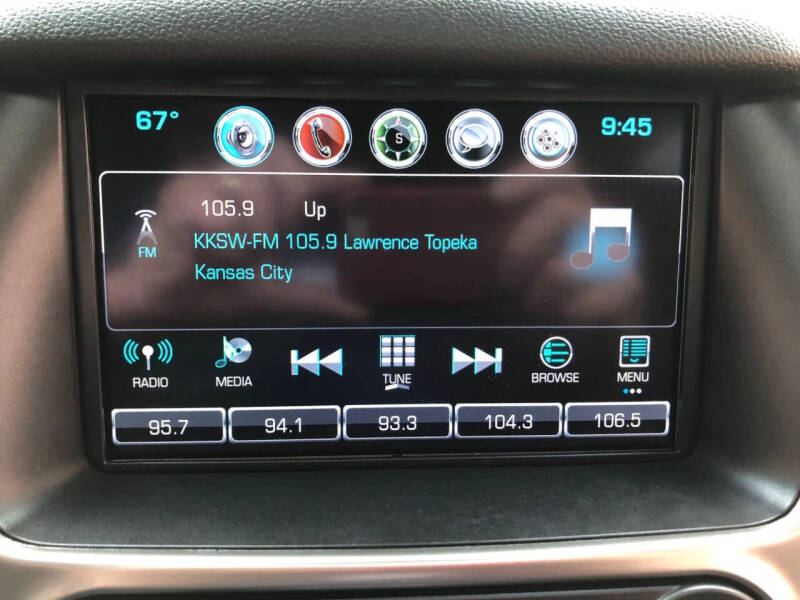 67° 9:45
S
105.9 Up
FM
KKSW-FM 105.9 Lawrence Topeka
Kansas City
RADIO MEDIA TUNE BROWSE MENU
95.7 94.1 93.3 104.3 106.5